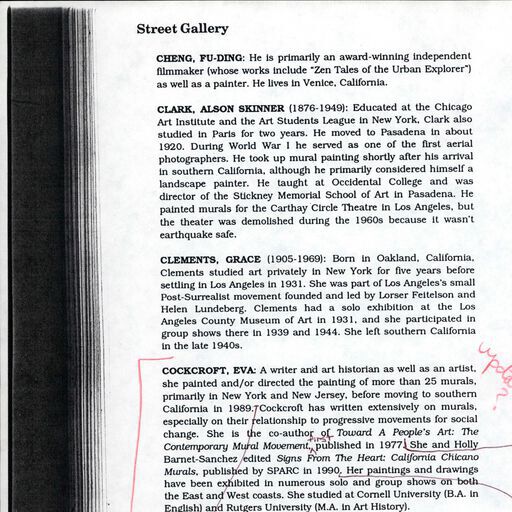 Street Gallery
CHENG, FU-DING: He is primarily an award-winning independent
filmmaker (whose works include "Zen Tales of the Urban Explorer")
as well as a painter. He lives in Venice, California.
CLARK, ALSON SKINNER (1876-1949): Educated at the Chicago
Art Institute and the Art Students League in New York, Clark also
studied in Paris for two years. He moved to Pasadena in about
1920. During World War I he served as one of the first aerial
photographers. He took up mural painting shortly after his arrival
in southern California, although he primarily considered himself a
landscape painter. He taught at Occidental College and was
director of the Stickney Memorial School of Art in Pasadena. He
painted murals for the Carthay Circle Theatre in Los Angeles, but
the theater was demolished during the 1960s because it wasn't
earthquake safe.
CLEMENTS, GRACE (1905-1969): Born in Oakland, California,
Clements studied art privately in New York for five years before
settling in Los Angeles in 1931. She was part of Los Angeles's small
Post-Surrealist movement founded and led by Lorser Feitelson and
Helen Lundeberg. Clements had a solo exhibition at the Los
Angeles County Museum of Art in 1931, and she participated in
group shows there in 1939 and 1944. She left southern California
in the late 1940s.
update
COCKCROFT, EVA: A writer and art historian as well as an artist,
she painted and/or directed the painting of more than 25 murals,
primarily in New York and New Jersey, before moving to southern
California in 1989. Cockcroft has written extensively on murals,
especially on their relationship to progressive movements for social
change. She is the co-author of Toward A People's Art: The
first
Contemporary Mural Movement, published in 1977. She and Holly
Barnet-Sanchez edited Signs From The Heart: California Chicano
Murals, published by SPARC in 1990. Her paintings and drawings
have been exhibited in numerous solo and group shows on both
the East and West coasts. She studied at Cornell University (B.A. in
English) and Rutgers University (M.A. in Art History).